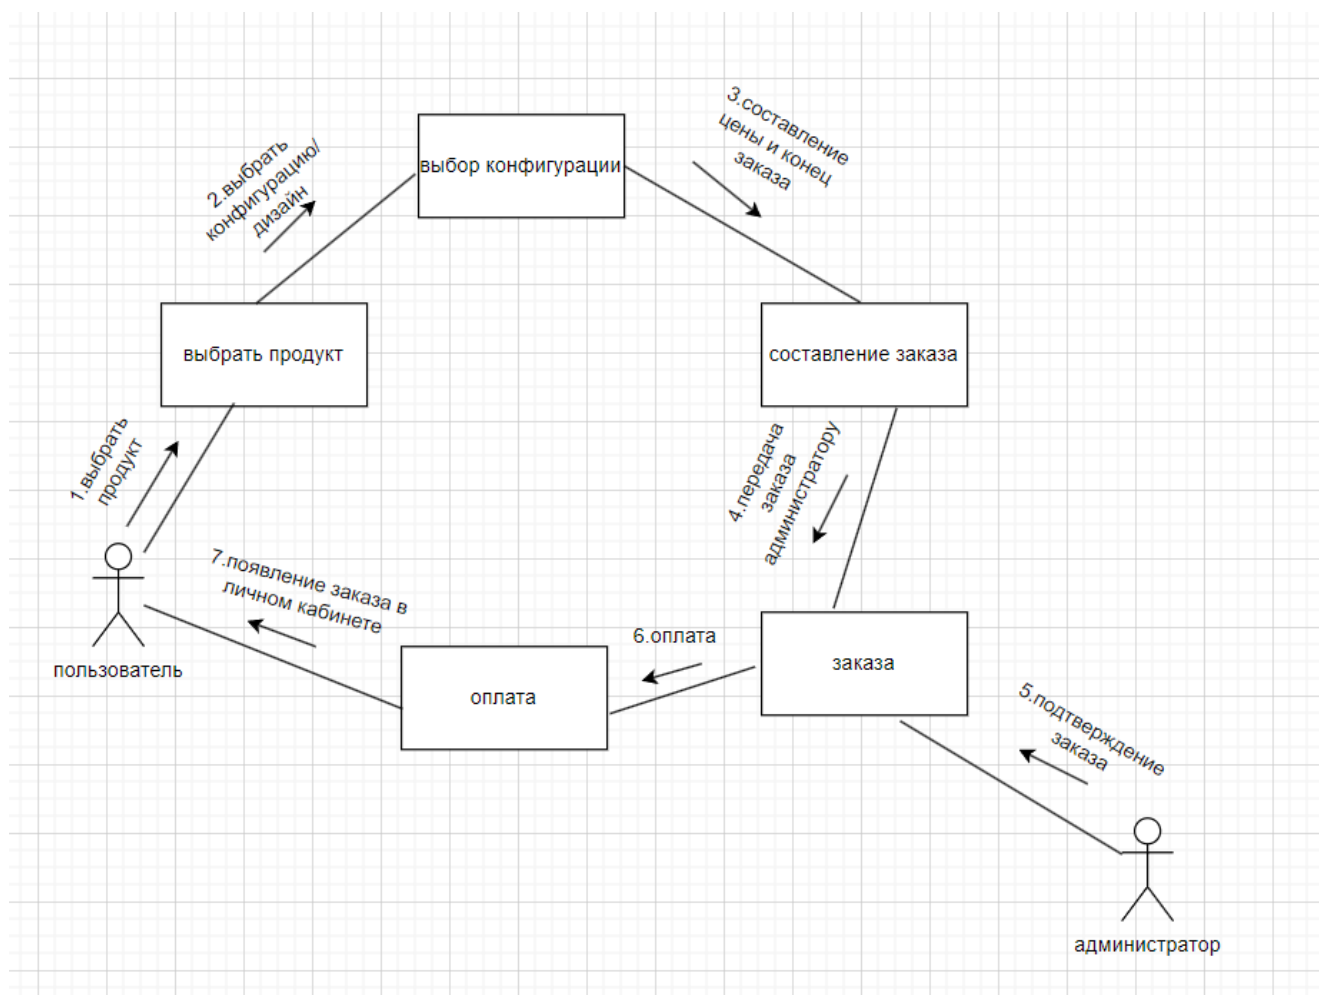 3.составление
цены и конец
заказа
2.выбрать
конфигурацию/
дизайн
выбор конфигурации
выбрать продукт
составление заказа
1.выбрать
продукт
4.передача
заказа
администратору
7.появление заказа в
личном кабинете
6.оплата
пользователь
оплата
заказа
5.подтверждение
заказа
администратор